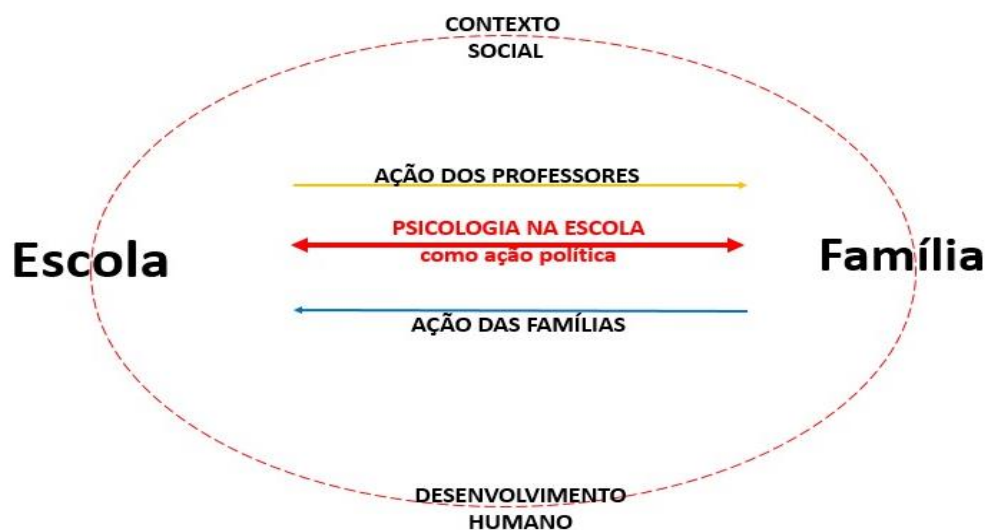 CONTEXTO
SOCIAL
AÇÃO DOS PROFESSORES
PSICOLOGIA NA ESCOLA
como ação política
Escola
Família
AÇÃO DAS FAMÍLIAS
DESENVOLVIMENTO
HUMANO